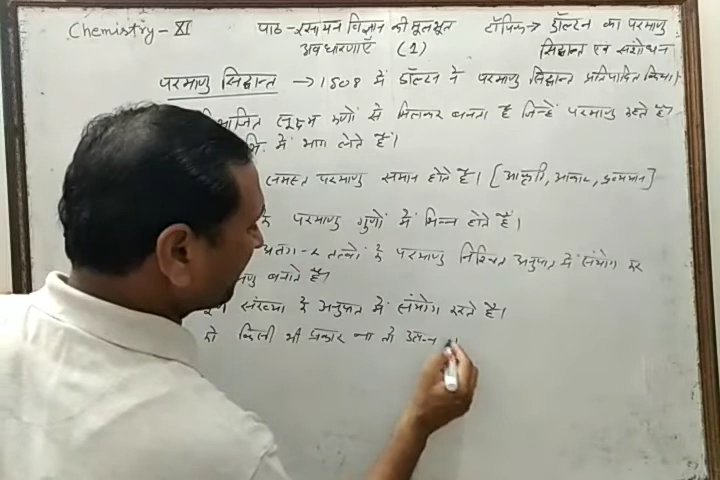 Chemistry - XI पाठ - रसायन विज्ञान की मूलभूत टॉपिक → डॉल्टन का परमाणु
अवधारणाएँ (1) सिद्धान्त एवं संशोधन
परमाणु सिद्धान्त → 1808 में डॉल्टन ने परमाणु सिद्धान्त प्रतिपादित किया।
सूक्ष्म कणों से मिलकर बनता है जिन्हें परमाणु कहते है।
में भाग लेते हैं।
समस्त परमाणु समान होते है। [आकृति, आकार, द्रव्यमान]
के परमाणु गुणों में भिन्न होते हैं।
अलग-2 तत्वों के परमाणु निश्चित अनुपात में संयोग कर
बनाते है।
संख्या के अनुपात में संयोग करते है।
को किसी भी प्रकार ना तो उत्पन्न